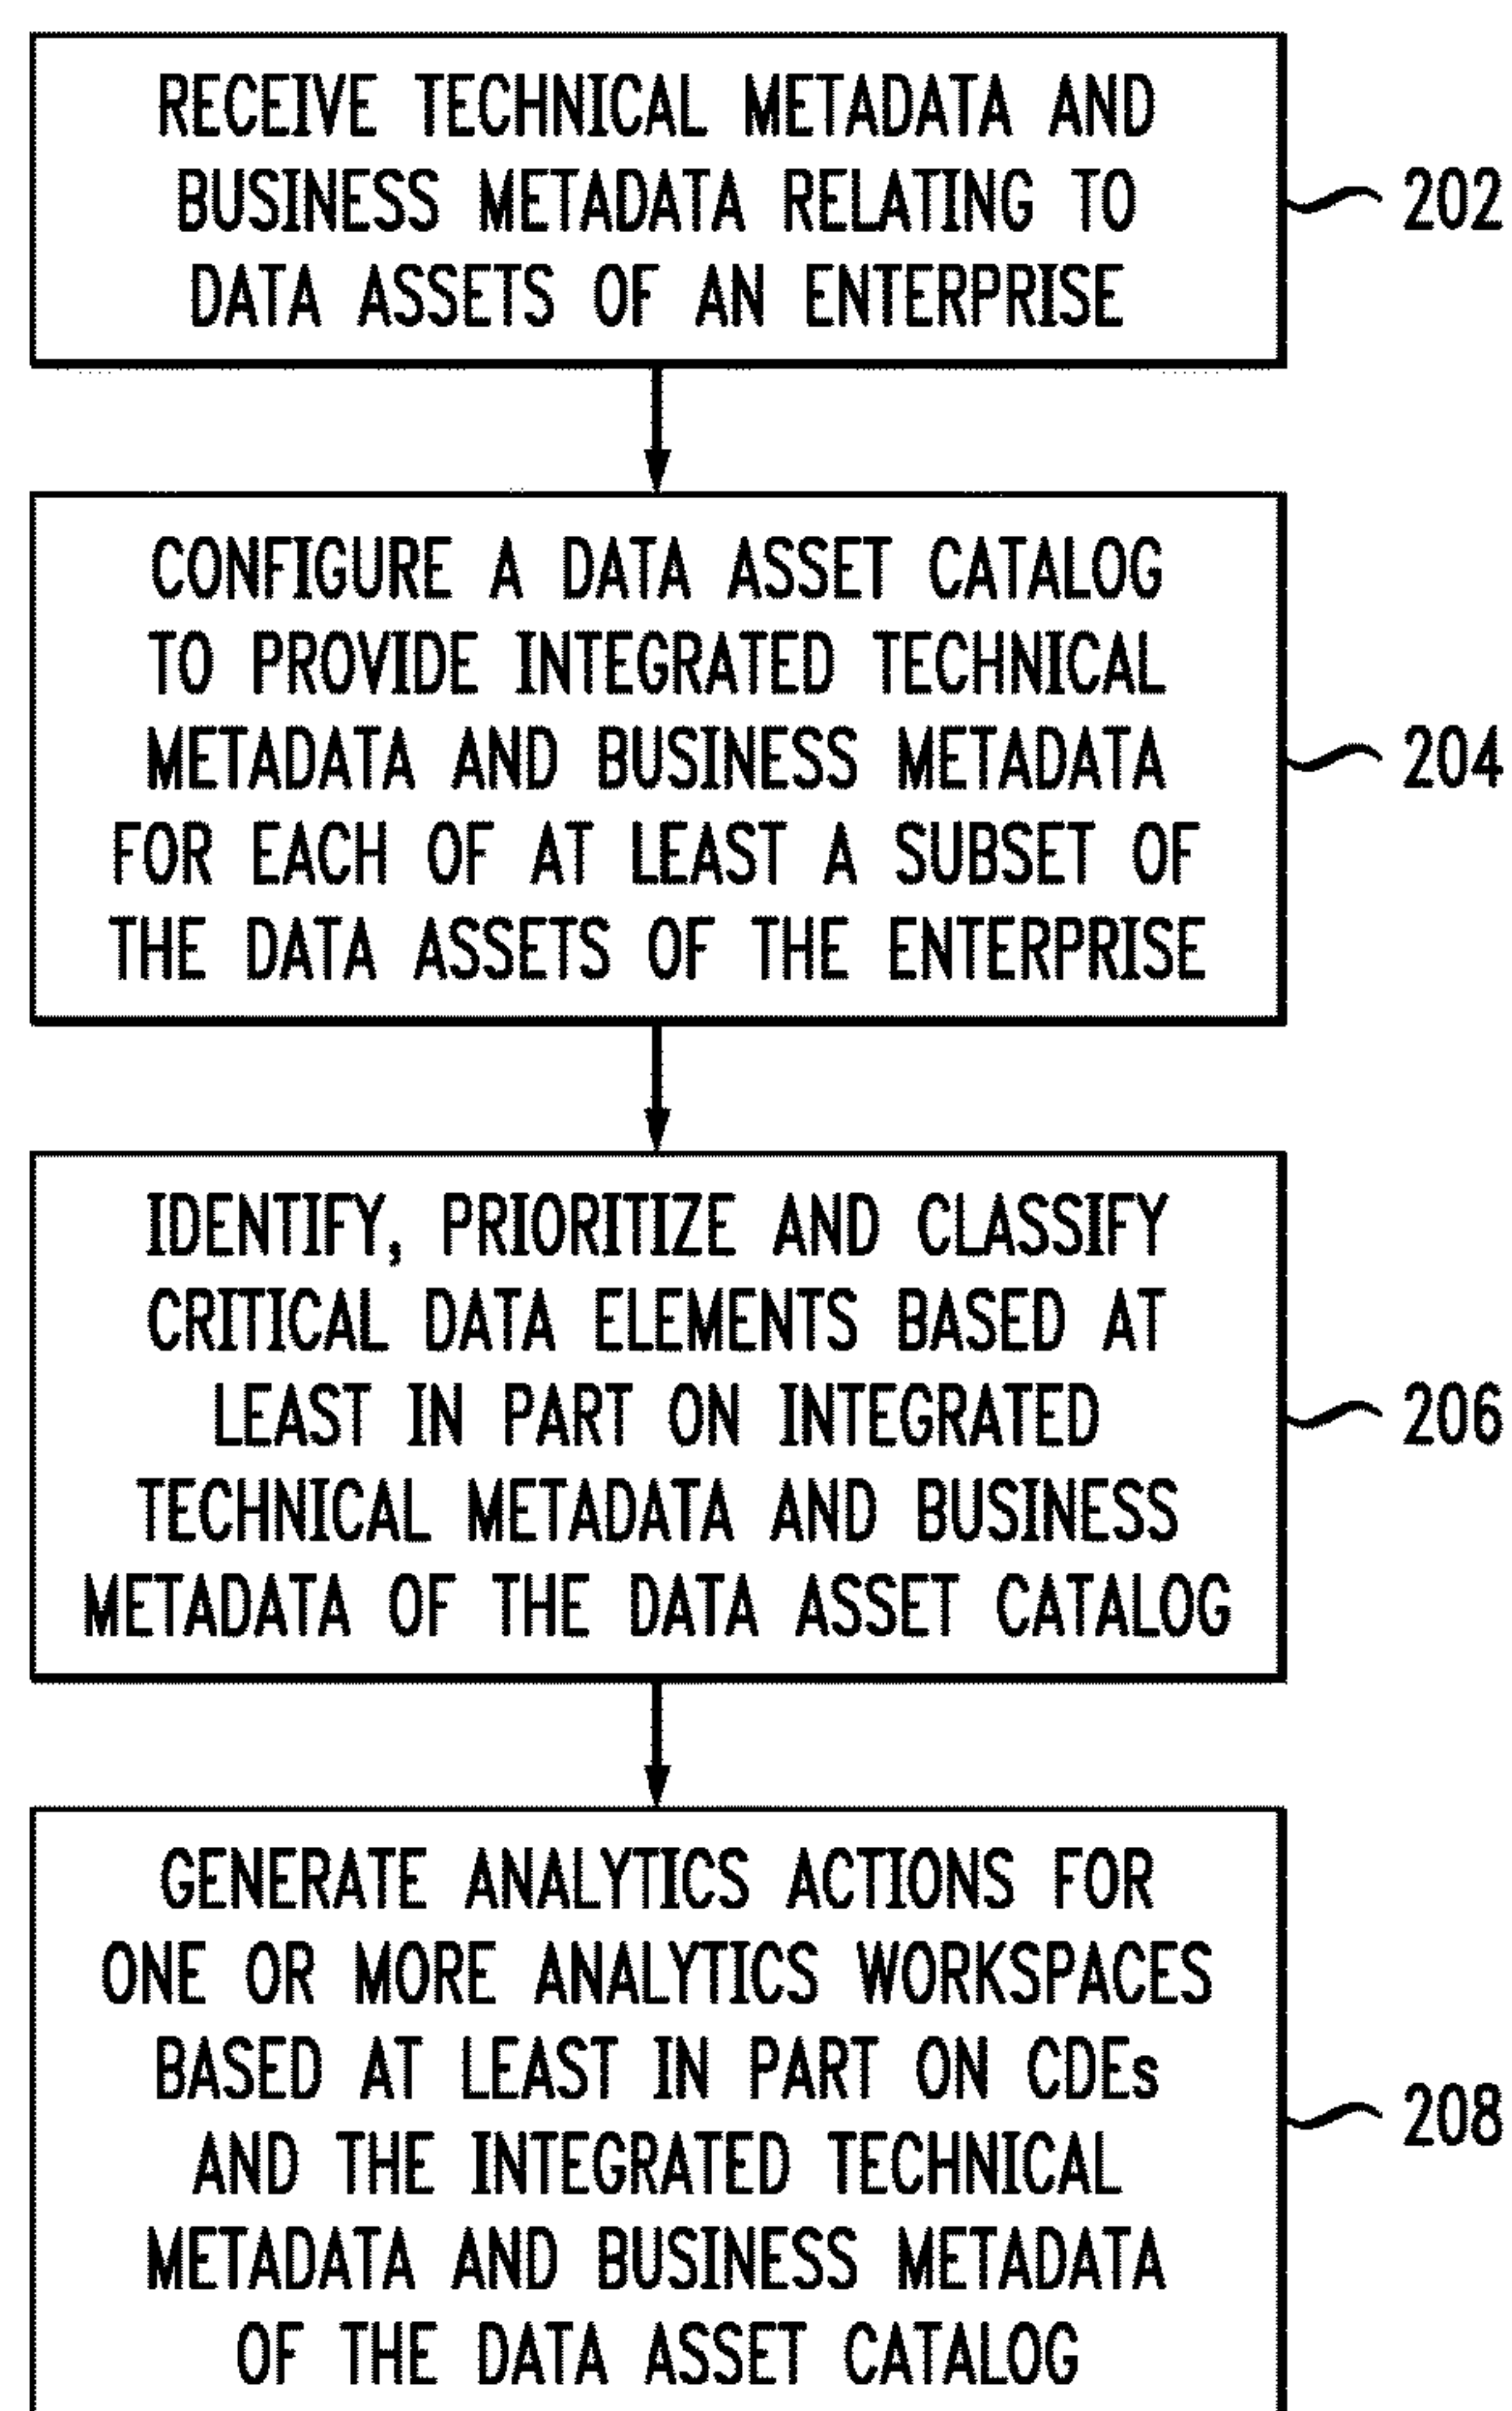 RECEIVE TECHNICAL METADATA AND
BUSINESS METADATA RELATING TO
DATA ASSETS OF AN ENTERPRISE
202
CONFIGURE A DATA ASSET CATALOG
TO PROVIDE INTEGRATED TECHNICAL
METADATA AND BUSINESS METADATA
FOR EACH OF AT LEAST A SUBSET OF
THE DATA ASSETS OF THE ENTERPRISE
204
IDENTIFY, PRIORITIZE AND CLASSIFY
CRITICAL DATA ELEMENTS BASED AT
LEAST IN PART ON INTEGRATED
TECHNICAL METADATA AND BUSINESS
METADATA OF THE DATA ASSET CATALOG
206
GENERATE ANALYTICS ACTIONS FOR
ONE OR MORE ANALYTICS WORKSPACES
BASED AT LEAST IN PART ON CDEs
AND THE INTEGRATED TECHNICAL
METADATA AND BUSINESS METADATA
OF THE DATA ASSET CATALOG
208